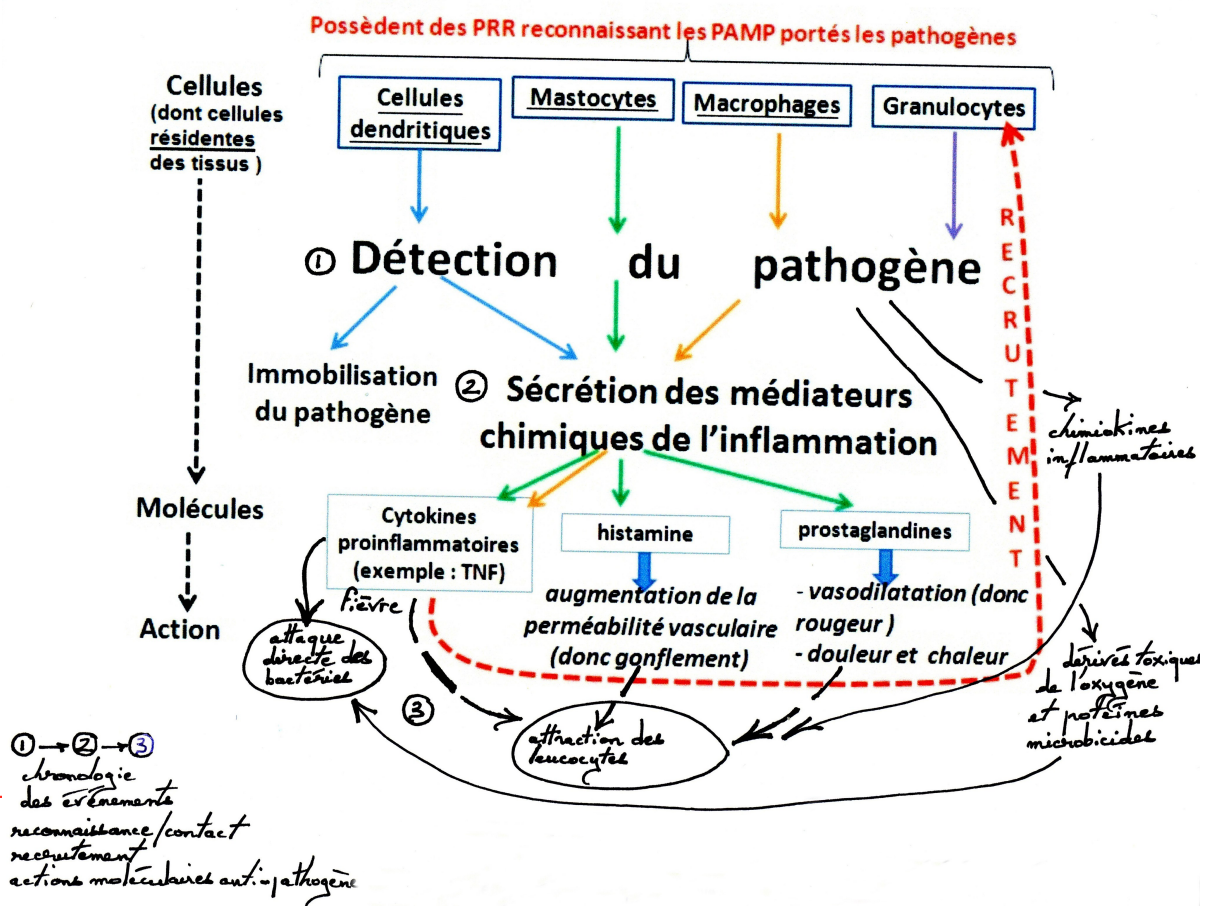 Possèdent des PRR reconnaissant les PAMP portés les pathogènes
Cellules
(dont cellules
résidentes
des tissus )
Cellules
dendritiques
Mastocytes
Macrophages
Granulocytes
① Détection du pathogène
RECRUTEMENT
Immobilisation
du pathogène
② Sécrétion des médiateurs
chimiques de l'inflammation
chimiokines
inflammatoires
Molécules
Cytokines
proinflammatoires
(exemple : TNF)
histamine
prostaglandines
Action
fièvre
attaque
directe des
bactéries
augmentation de la
perméabilité vasculaire
(donc gonflement)
- vasodilatation (donc
rougeur )
- douleur et chaleur
dérivés toxiques
de l'oxygène
et protéines
microbicides
③
attraction des
leucocytes
① → ② → ③
chronologie
des événements
reconnaissance/contact
recrutement
actions moléculaires anti-pathogène